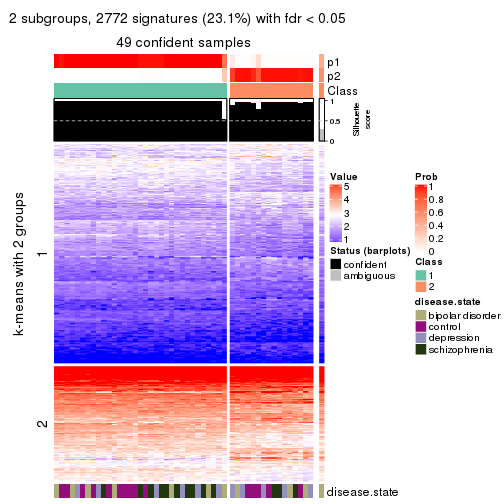 2 subgroups, 2772 signatures (23.1%) with fdr < 0.05
49 confident samples
p1
p2
Class
1
0.5
0
Silhouette
score
k-means with 2 groups
1
2
Value
5
4
3
2
1
Status (barplots)
confident
ambiguous
Prob
1
0.8
0.6
0.4
0.2
0
Class
1
2
disease.state
bipolar disorder
control
depression
schizophrenia
disease.state